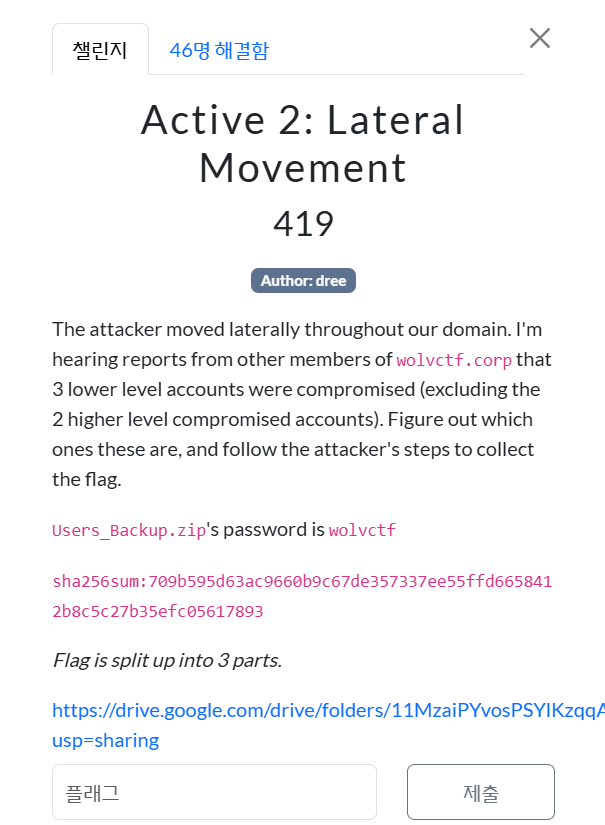 챌린지
46명 해결함
Active 2: Lateral
Movement
419
Author: dree
The attacker moved laterally throughout our domain. I'm
hearing reports from other members of wolvctf.corp that
3 lower level accounts were compromised (excluding the
2 higher level compromised accounts). Figure out which
ones these are, and follow the attacker's steps to collect
the flag.
Users_Backup.zip's password is wolvctf
sha256sum:709b595d63ac9660b9c67de357337ee55ffd665841
2b8c5c27b35efc05617893
Flag is split up into 3 parts.
https://drive.google.com/drive/folders/11MzaiPYvosPSYIKzqqA
usp=sharing
플래그
제출